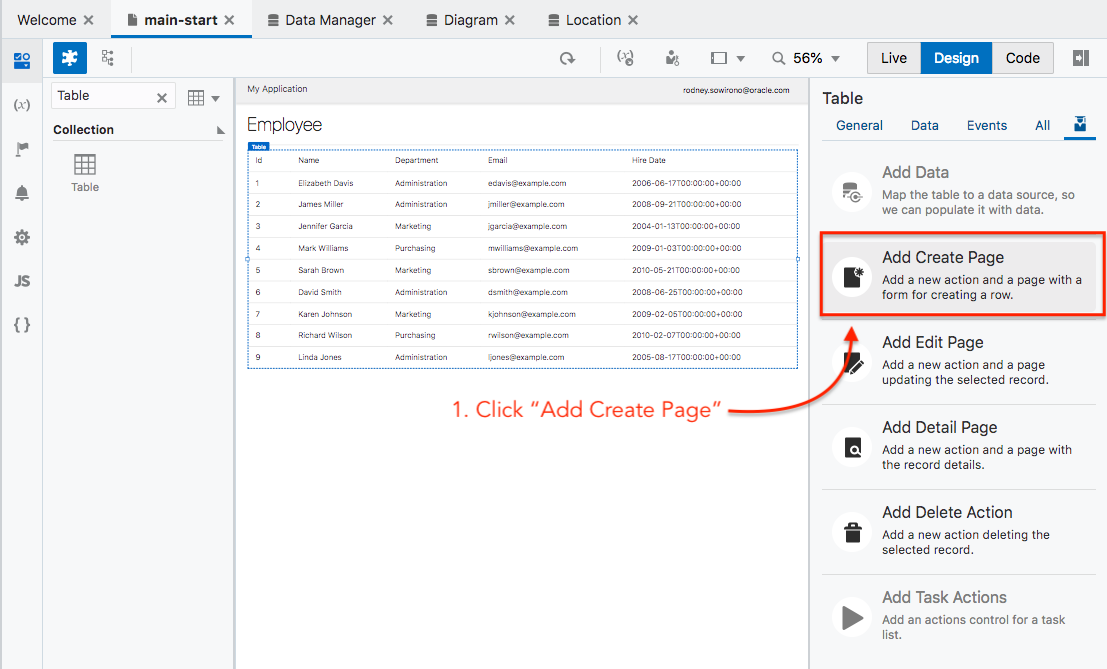 Welcome
main-start
Data Manager
Diagram
Location
56%
Live
Design
Code
Table
Collection
Table
(x)
JS
{ }
My Application
rodney.sowirono@oracle.com
Employee
Table
Id Name Department Email Hire Date
1 Elizabeth Davis Administration edavis@example.com 2006-06-17T00:00:00+00:00
2 James Miller Administration jmiller@example.com 2008-09-21T00:00:00+00:00
3 Jennifer Garcia Marketing jgarcia@example.com 2004-01-13T00:00:00+00:00
4 Mark Williams Purchasing mwilliams@example.com 2009-01-03T00:00:00+00:00
5 Sarah Brown Marketing sbrown@example.com 2010-05-21T00:00:00+00:00
6 David Smith Administration dsmith@example.com 2008-06-25T00:00:00+00:00
7 Karen Johnson Marketing kjohnson@example.com 2009-02-05T00:00:00+00:00
8 Richard Wilson Purchasing rwilson@example.com 2010-02-07T00:00:00+00:00
9 Linda Jones Administration ljones@example.com 2005-08-17T00:00:00+00:00
1. Click “Add Create Page”
Table
General
Data
Events
All
Add Data
Map the table to a data source, so
we can populate it with data.
Add Create Page
Add a new action and a page with a
form for creating a row.
Add Edit Page
Add a new action and a page
updating the selected record.
Add Detail Page
Add a new action and a page with
the record details.
Add Delete Action
Add a new action deleting the
selected record.
Add Task Actions
Add an actions control for a task
list.